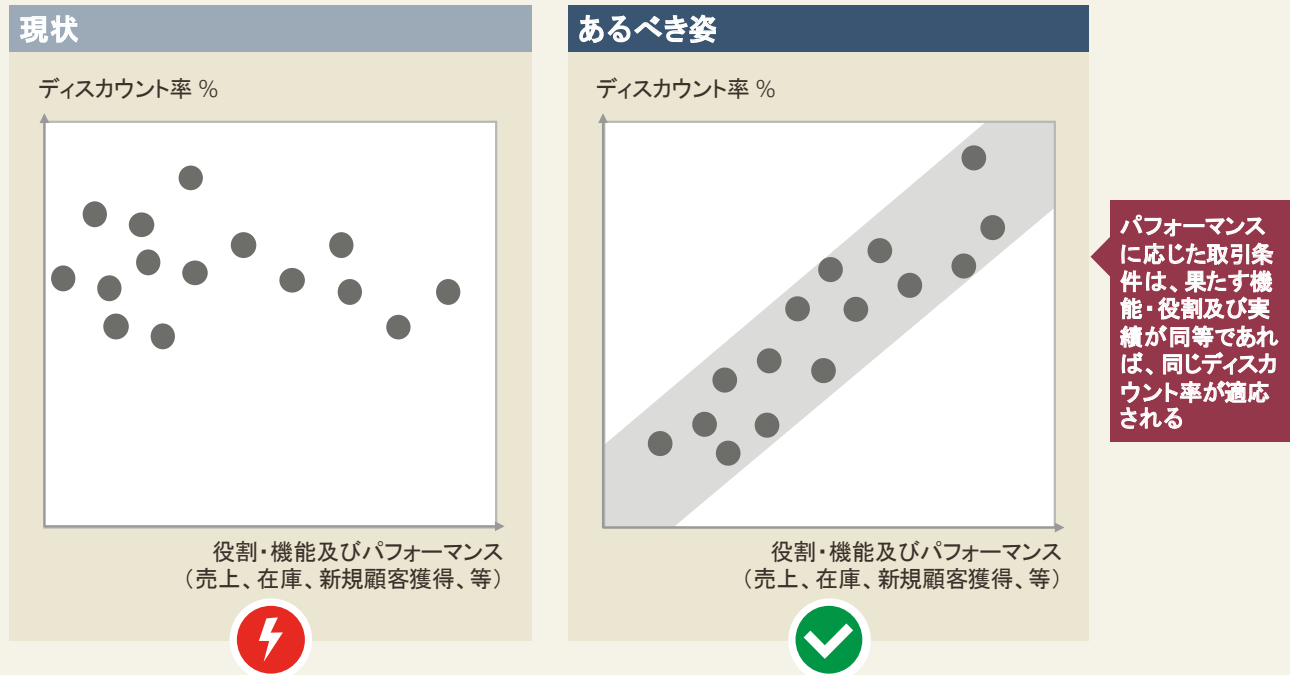 現状
ディスカウント率 %
役割・機能及びパフォーマンス
（売上、在庫、新規顧客獲得、等）
あるべき姿
ディスカウント率 %
役割・機能及びパフォーマンス
（売上、在庫、新規顧客獲得、等）
パフォーマンス
に応じた取引条
件は、果たす機
能・役割及び実
績が同等であれ
ば、同じディスカ
ウント率が適応
される